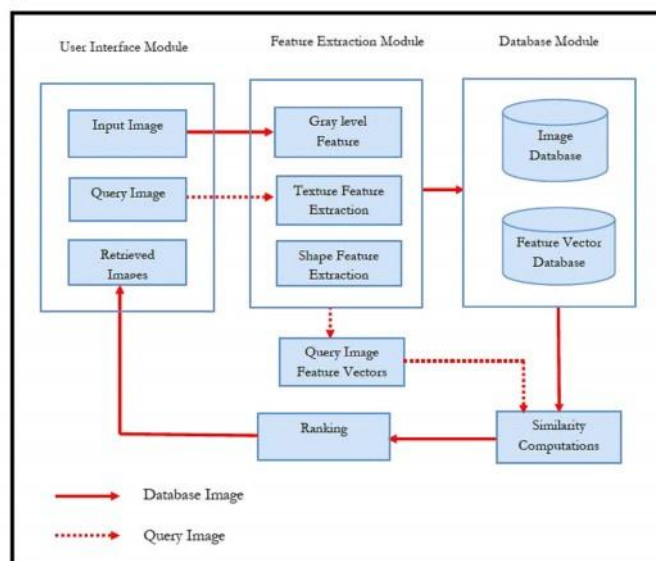 User Interface Module
Feature Extraction Module
Database Module
Input Image
Gray level
Feature
Image
Database
Query Image
Texture Feature
Extraction
Retrieved
Images
Shape Feature
Extraction
Feature Vector
Database
Query Image
Feature Vectors
Ranking
Similarity
Computations
Database Image
Query Image